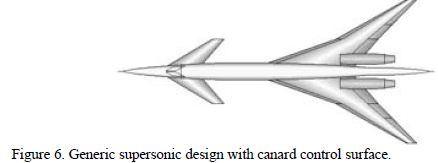 Figure 6. Generic supersonic design with canard control surface.